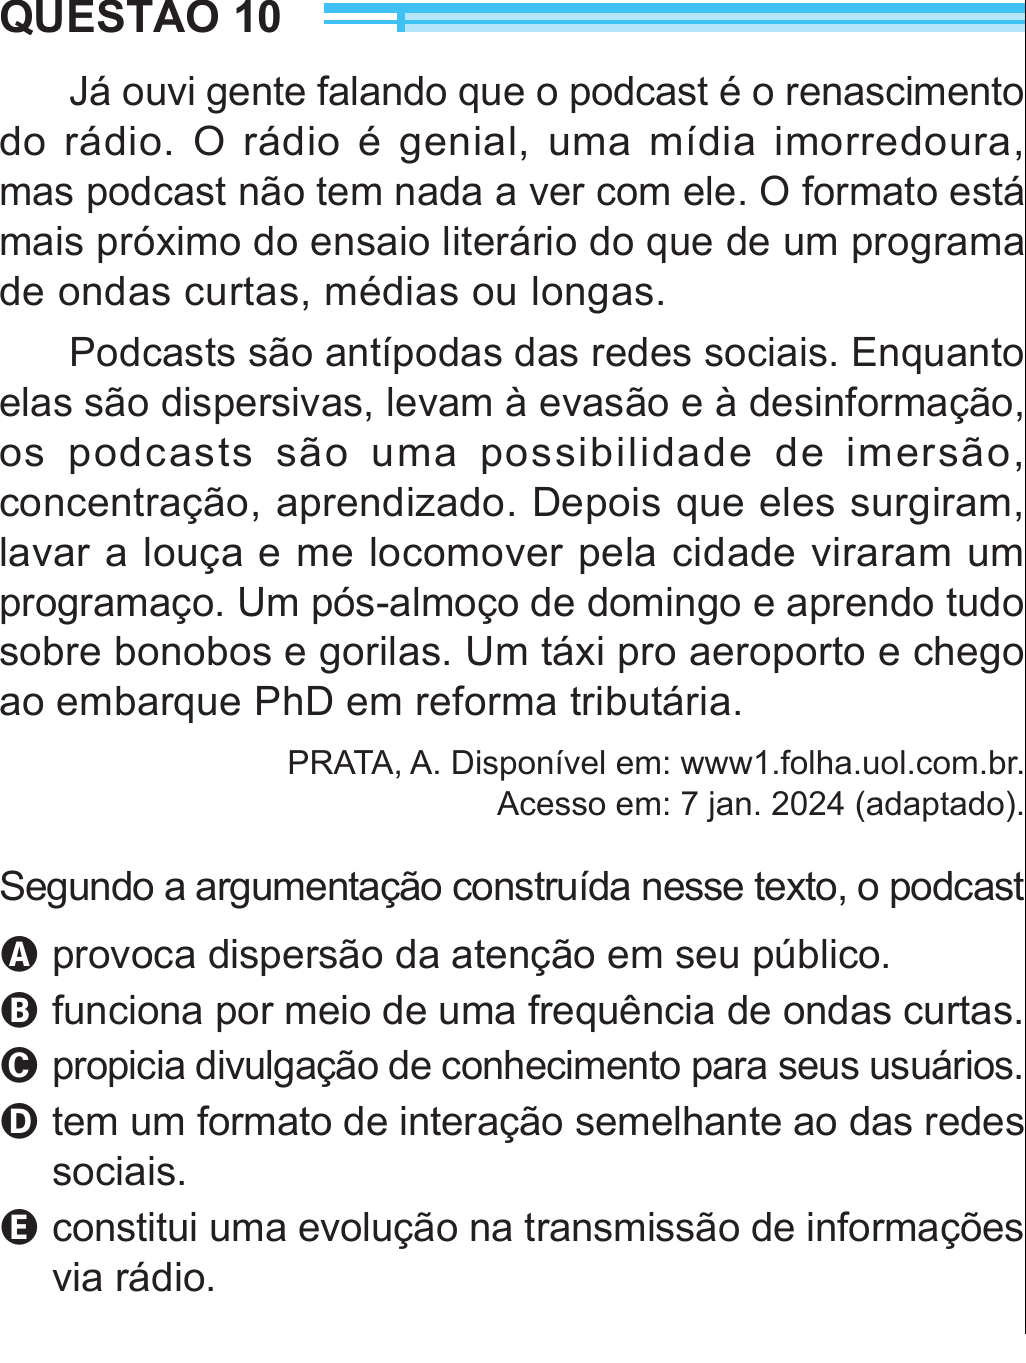 QUESTÃO 10
Já ouvi gente falando que o podcast é o renascimento
do rádio. O rádio é genial, uma mídia imorredoura,
mas podcast não tem nada a ver com ele. O formato está
mais próximo do ensaio literário do que de um programa
de ondas curtas, médias ou longas.
Podcasts são antípodas das redes sociais. Enquanto
elas são dispersivas, levam à evasão e à desinformação,
os podcasts são uma possibilidade de imersão,
concentração, aprendizado. Depois que eles surgiram,
lavar a louça e me locomover pela cidade viraram um
programaço. Um pós-almoço de domingo e aprendo tudo
sobre bonobos e gorilas. Um táxi pro aeroporto e chego
ao embarque PhD em reforma tributária.
PRATA, A. Disponível em: www1.folha.uol.com.br.
Acesso em: 7 jan. 2024 (adaptado).
Segundo a argumentação construída nesse texto, o podcast
A provoca dispersão da atenção em seu público.
B funciona por meio de uma frequência de ondas curtas.
C propicia divulgação de conhecimento para seus usuários.
D tem um formato de interação semelhante ao das redes
sociais.
E constitui uma evolução na transmissão de informações
via rádio.